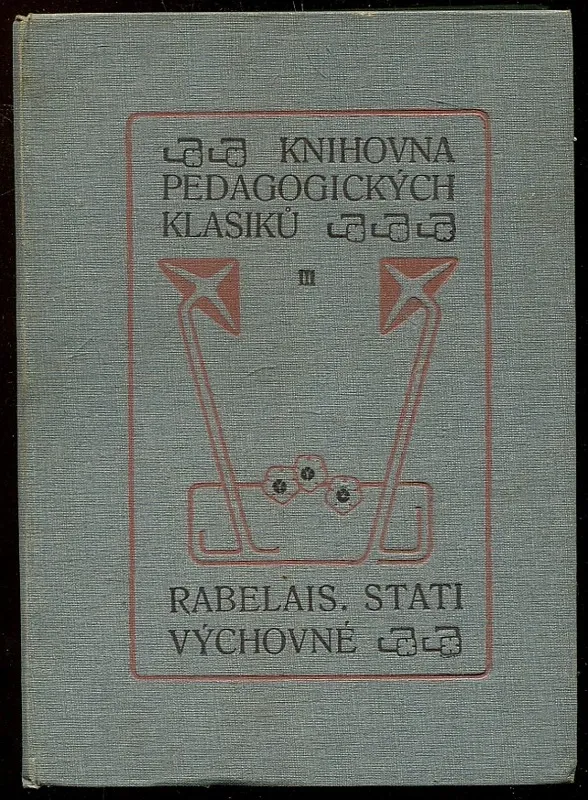 KNIHOVNA
PEDAGOGICKÝCH
KLASIKŮ
III
RABELAIS. STATI
VÝCHOVNÉ